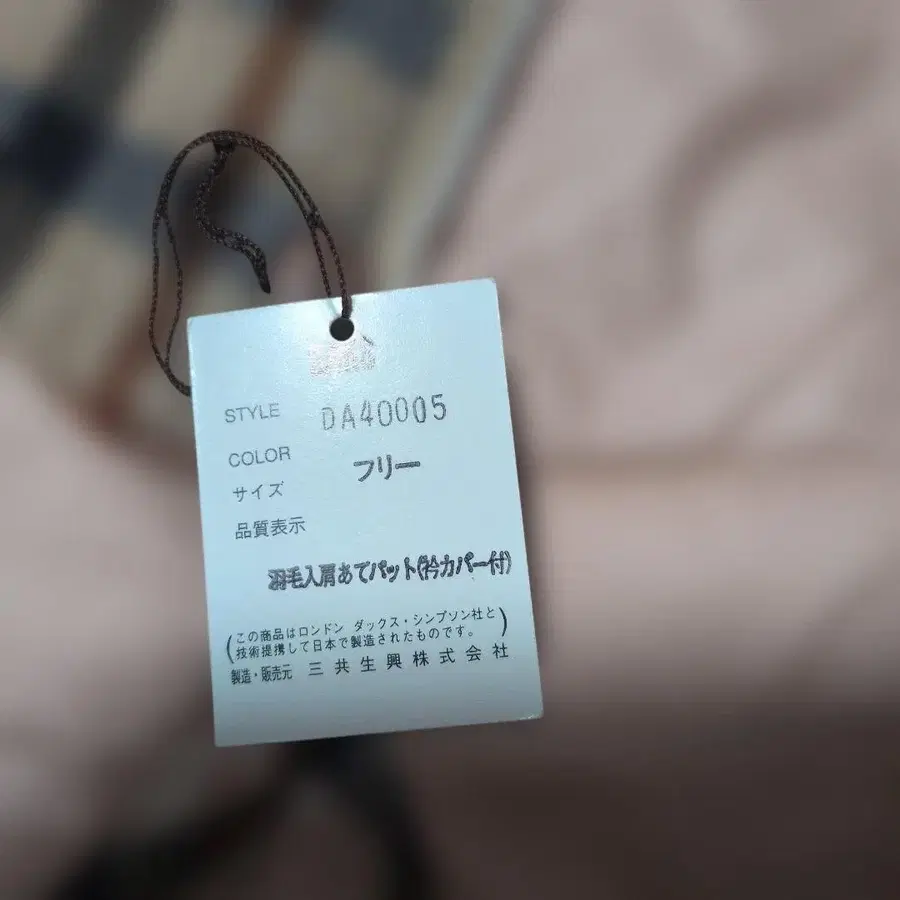 STYLE DA40005
COLOR
サイズ フリー
品質表示
羽毛入肩あてパット(衿カバー付)
(この商品はロンドン ダックス・シンプソン社と
技術提携して日本で製造されたものです。)
製造・販売元 三共生興株式会社